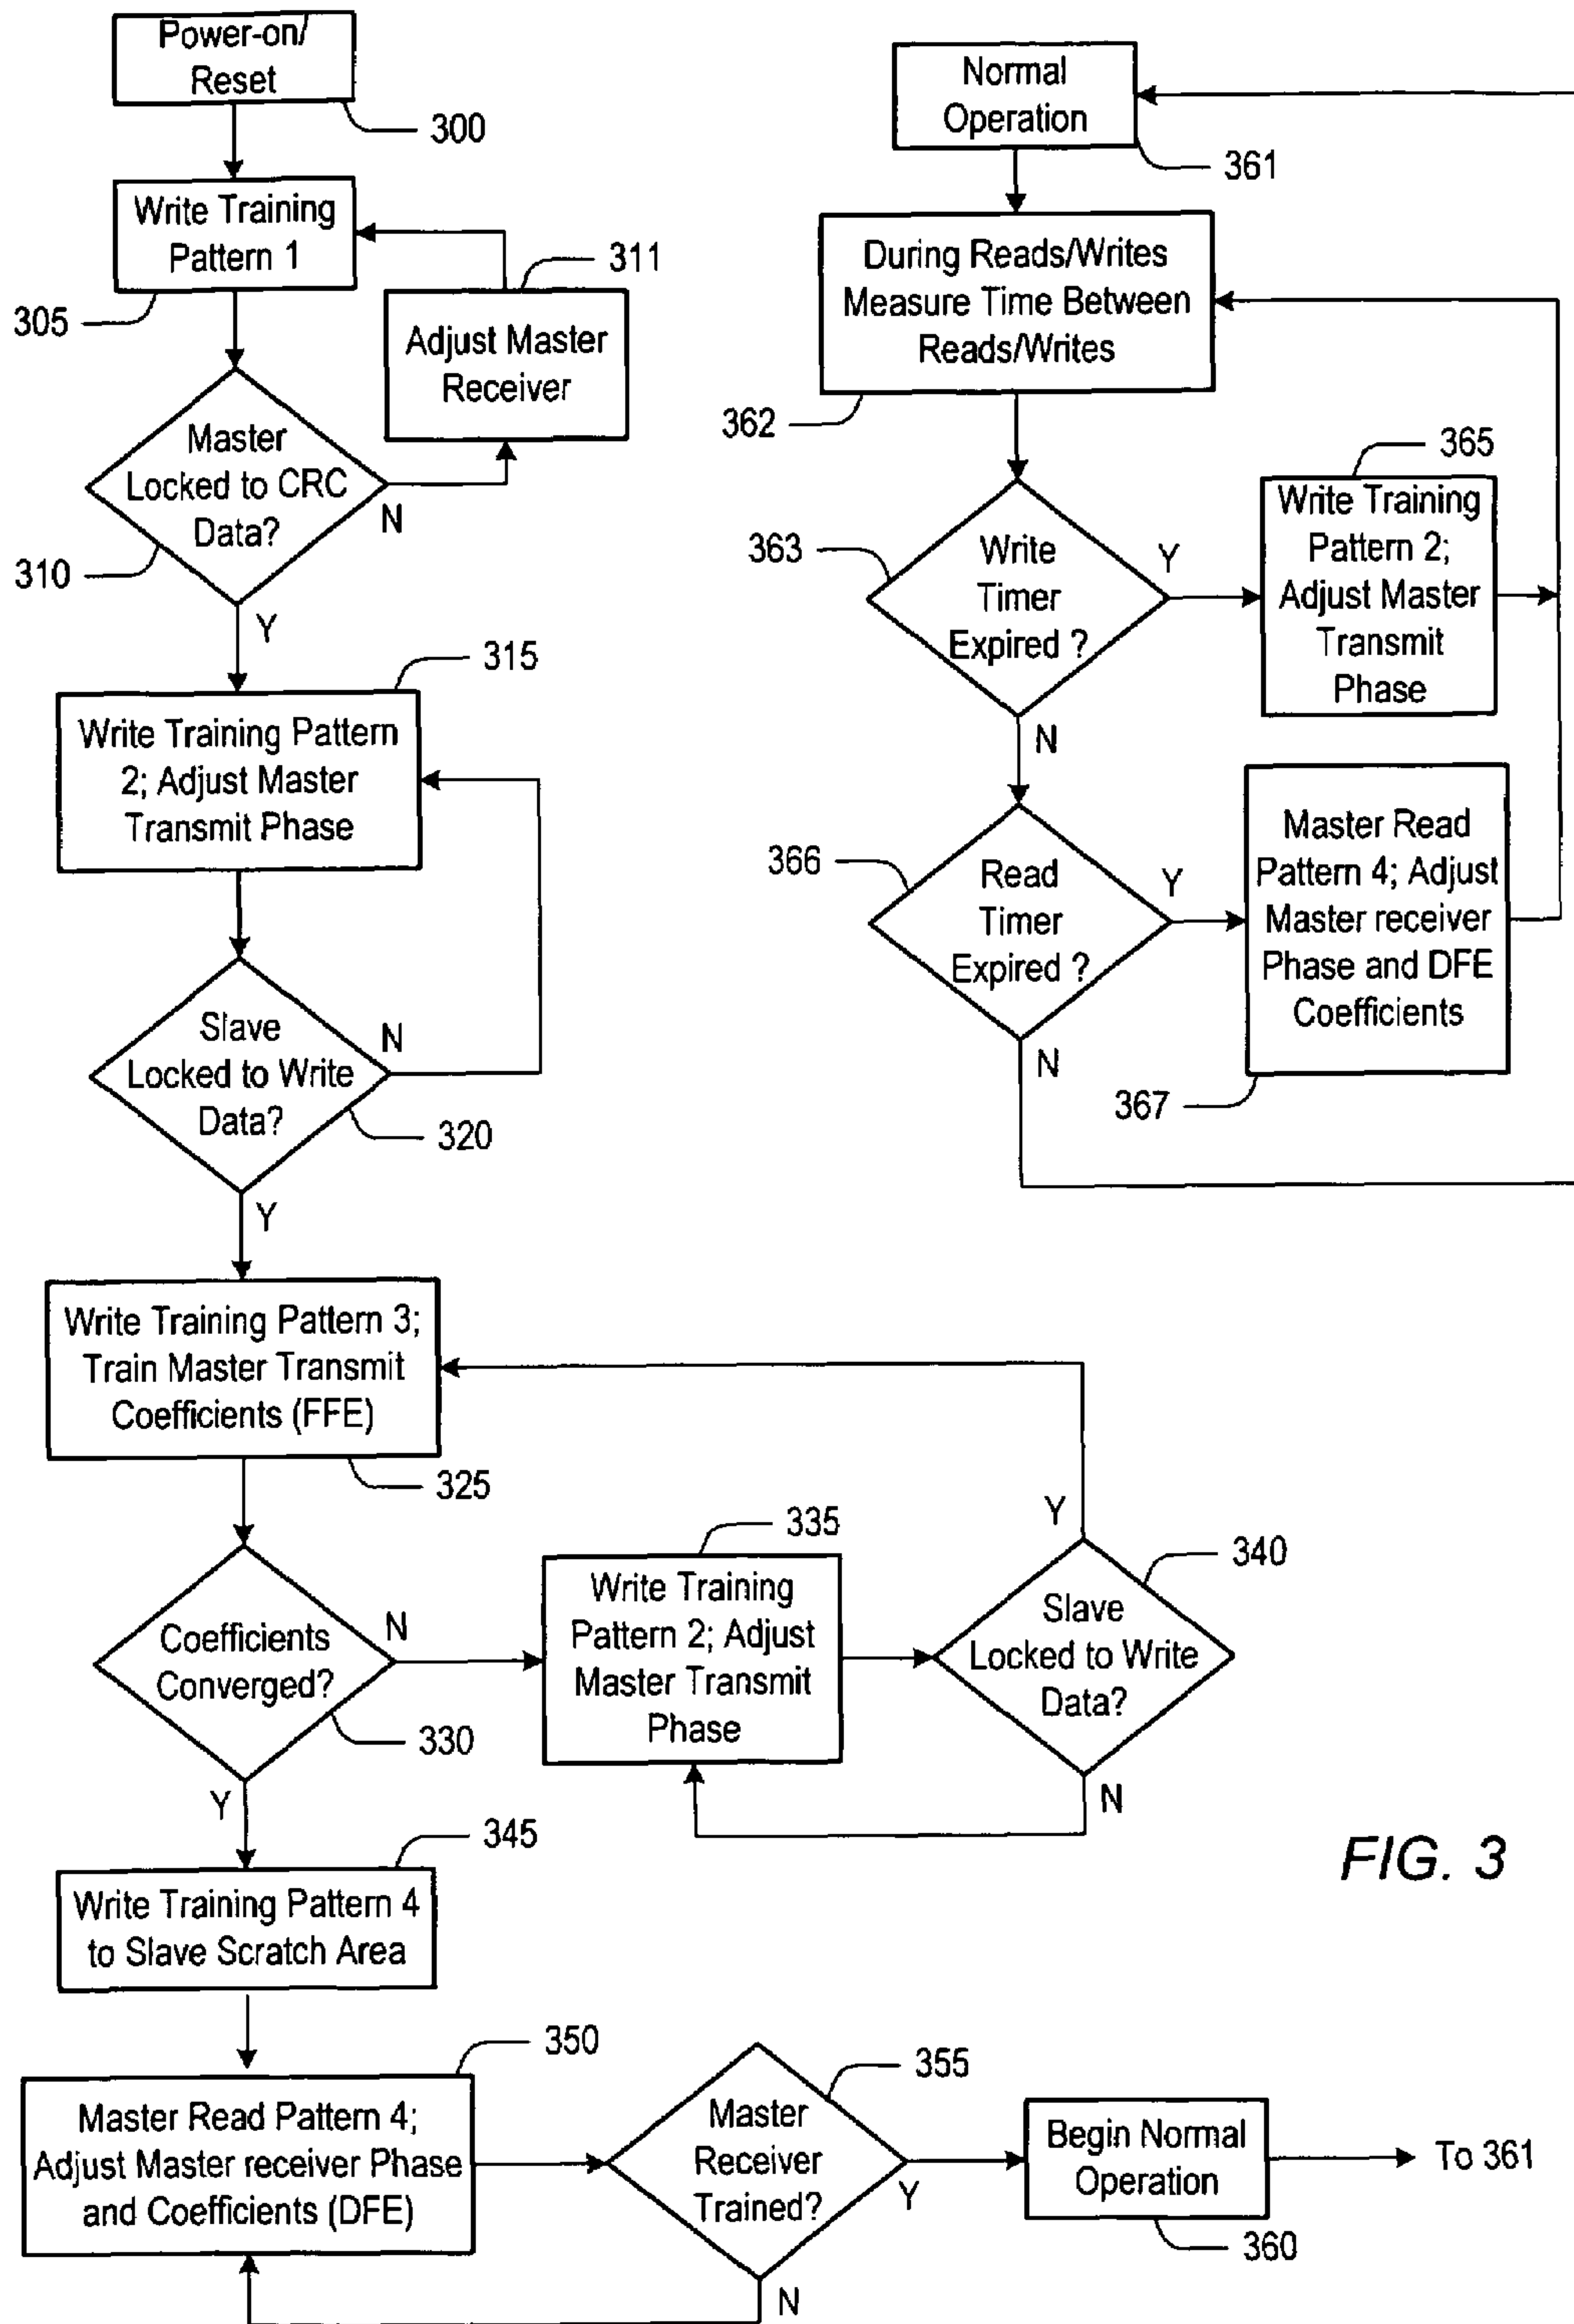 Power-on/
Reset
300
Write Training
Pattern 1
305
311
Adjust Master
Receiver
Master
Locked to CRC
Data?
N
310
Y
315
Write Training Pattern
2; Adjust Master
Transmit Phase
Slave
Locked to Write
Data?
N
320
Y
Write Training Pattern 3;
Train Master Transmit
Coefficients (FFE)
325
Coefficients
Converged?
N
330
Y
335
Write Training
Pattern 2; Adjust
Master Transmit
Phase
340
Slave
Locked to Write
Data?
Y
N
345
Write Training Pattern 4
to Slave Scratch Area
350
Master Read Pattern 4;
Adjust Master receiver Phase
and Coefficients (DFE)
355
Master
Receiver
Trained?
Y
N
Begin Normal
Operation
360
To 361
Normal
Operation
361
During Reads/Writes
Measure Time Between
Reads/Writes
362
363
Write
Timer
Expired ?
Y
N
365
Write Training
Pattern 2;
Adjust Master
Transmit
Phase
366
Read
Timer
Expired ?
Y
N
Master Read
Pattern 4; Adjust
Master receiver
Phase and DFE
Coefficients
367
FIG. 3